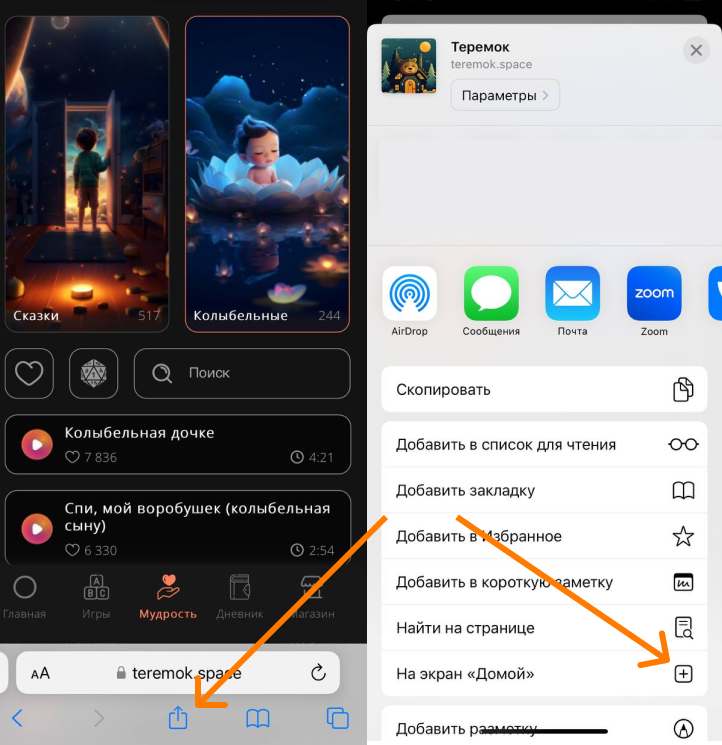 Сказки 517
Колыбельные 244
Поиск
Колыбельная дочке
7 836 4:21
Спи, мой воробушек (колыбельная
сыну)
6 330 2:54
A
B C
Главная Игры Мудрость Дневник Магазин
AA teremok.space
Теремок
teremok.space
Параметры
zoom
AirDrop Сообщения Почта Zoom
Скопировать
Добавить в список для чтения
Добавить закладку
Добавить в Избранное
Добавить в короткую заметку
Найти на странице
На экран «Домой»
Добавить разметку